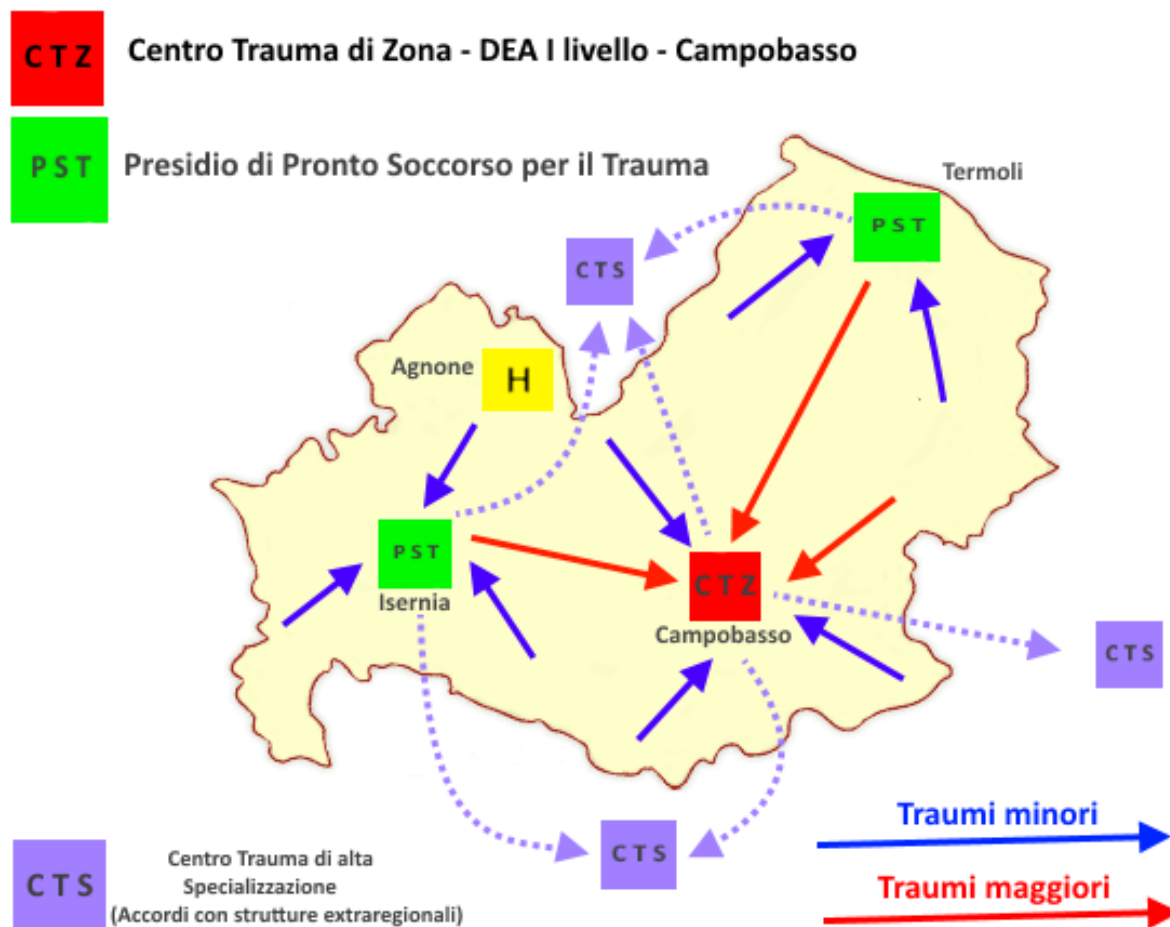 C T Z
Centro Trauma di Zona - DEA I livello - Campobasso
P S T
Presidio di Pronto Soccorso per il Trauma
Termoli
P S T
C T S
Agnone
H
P S T
Isernia
C T Z
Campobasso
C T S
C T S
C T S
Centro Trauma di alta
Specializzazione
(Accordi con strutture extraregionali)
Traumi minori
Traumi maggiori